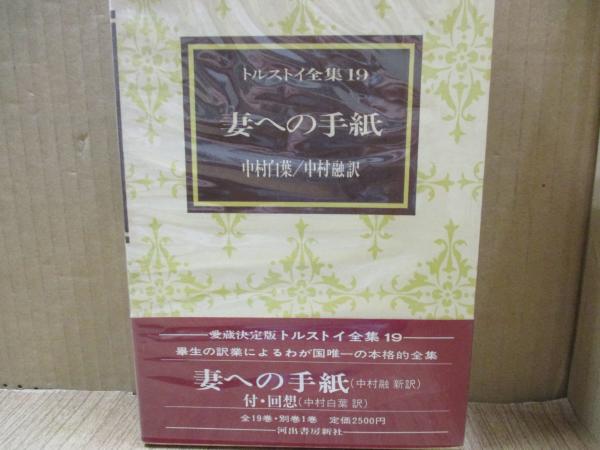 トルストイ全集19
妻への手紙
中村白葉/中村融訳
愛蔵決定版トルストイ全集19
畢生の訳業によるわが国唯一の本格的全集
妻への手紙(中村融 新訳)
付・回想(中村白葉 訳)
全19巻・別巻1巻 定価2500円
河出書房新社